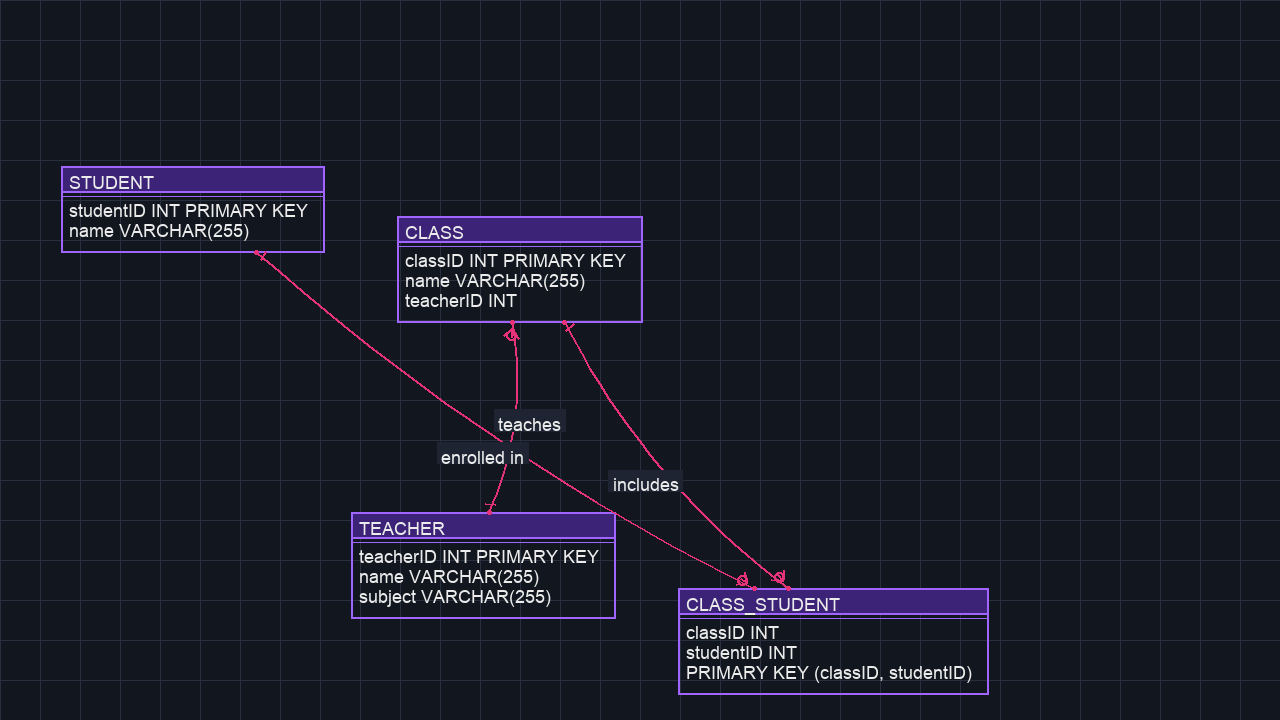 STUDENT
studentID INT PRIMARY KEY
name VARCHAR(255)
CLASS
classID INT PRIMARY KEY
name VARCHAR(255)
teacherID INT
teaches
enrolled in
includes
TEACHER
teacherID INT PRIMARY KEY
name VARCHAR(255)
subject VARCHAR(255)
CLASS_STUDENT
classID INT
studentID INT
PRIMARY KEY (classID, studentID)